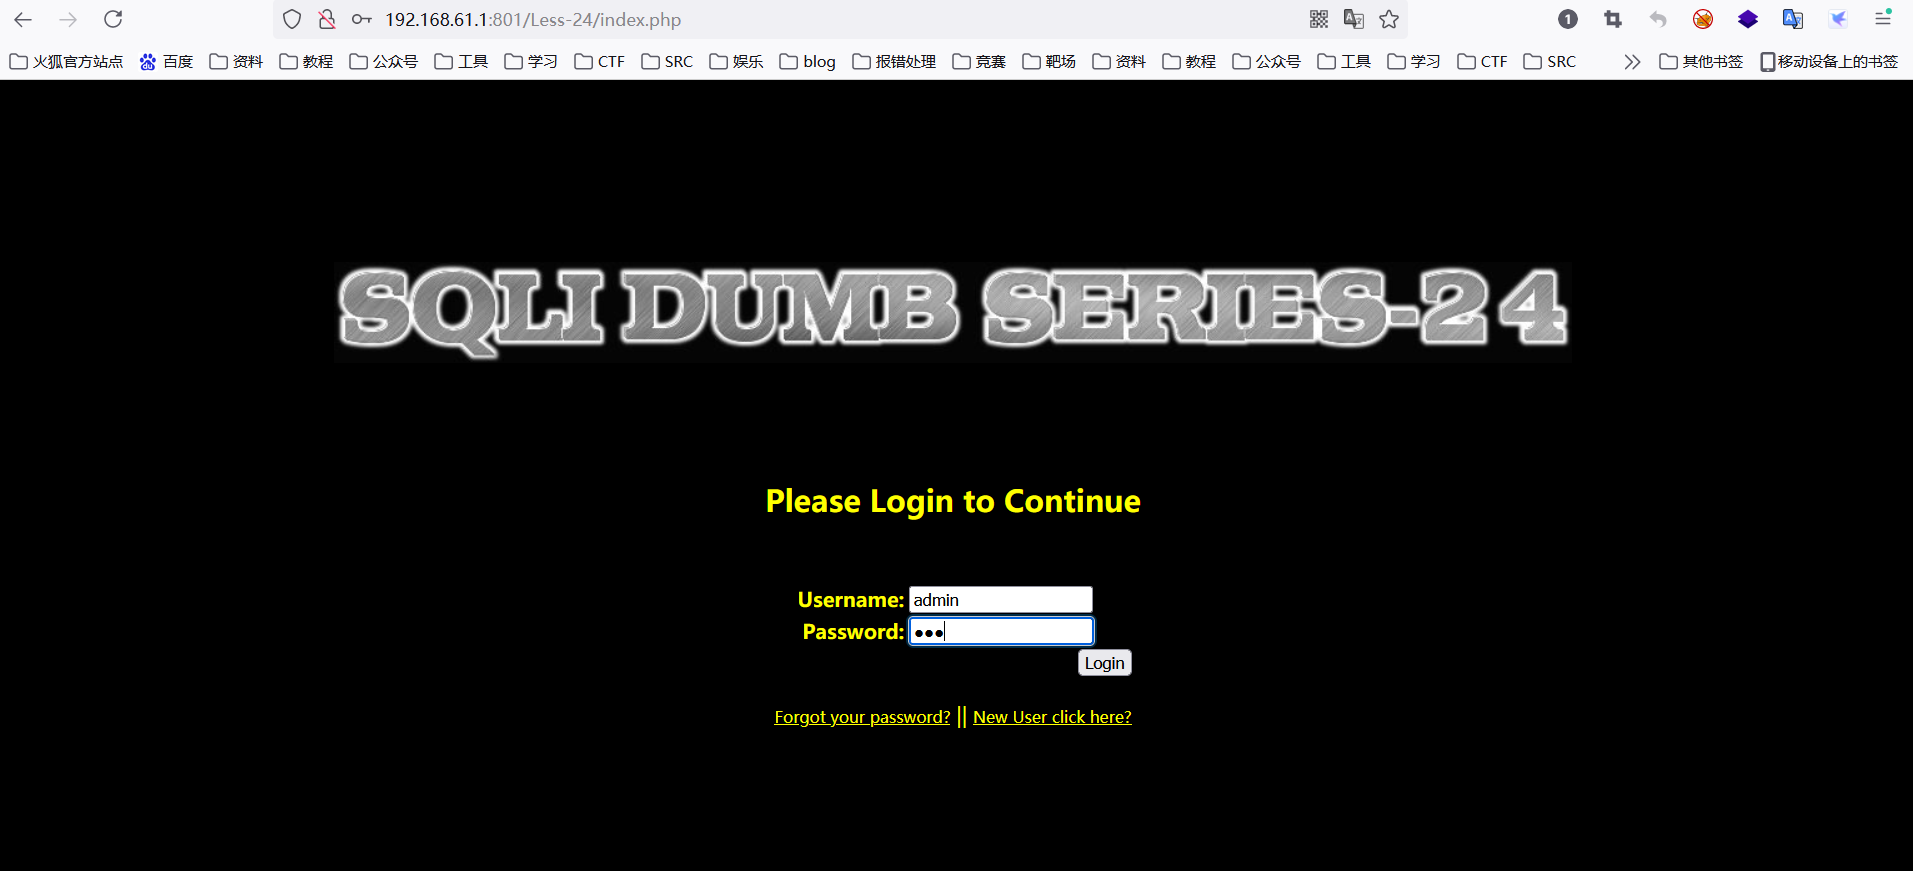 192.168.61.1:801/Less-24/index.php
1
火狐官方站点 百度 资料 教程 公众号 工具 学习 CTF SRC 娱乐 blog 报错处理 竞赛 靶场 资料 教程 公众号 工具 学习 CTF SRC 其他书签 移动设备上的书签
SQLI DUMB SERIES-24
Please Login to Continue
Username: admin
Password: ●●●
Login
Forgot your password? || New User click here?